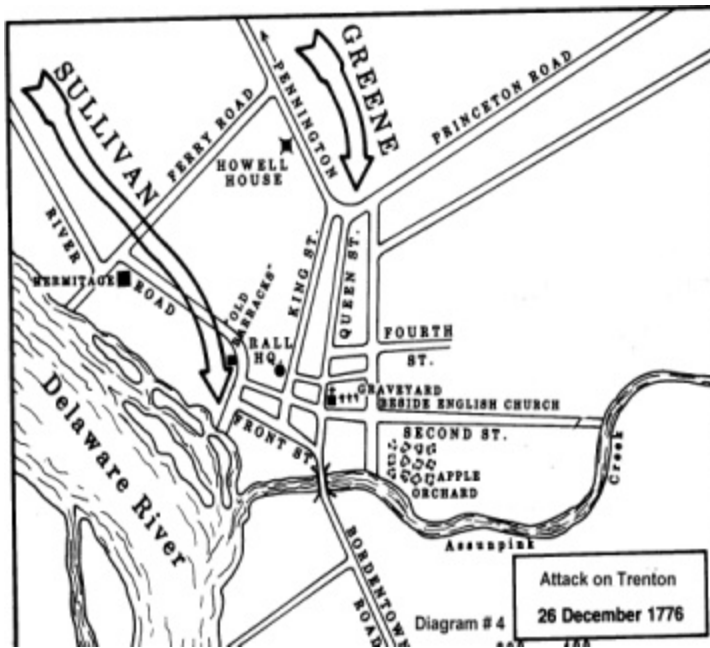 GREENE
SULLIVAN
PENNINGTON
PRINCETON ROAD
FERRY ROAD
HOWELL
HOUSE
RIVER
ROAD
HERMITAGE
"OLD
BARRACKS"
KING ST.
QUEEN ST.
RALL
HQ.
FOURTH
ST.
GRAVEYARD
BESIDE ENGLISH CHURCH
SECOND ST.
FRONT ST.
APPLE
ORCHARD
Creek
Assunpink
Delaware River
BORDENTOWN
ROAD
Attack on Trenton
26 December 1776
Diagram # 4